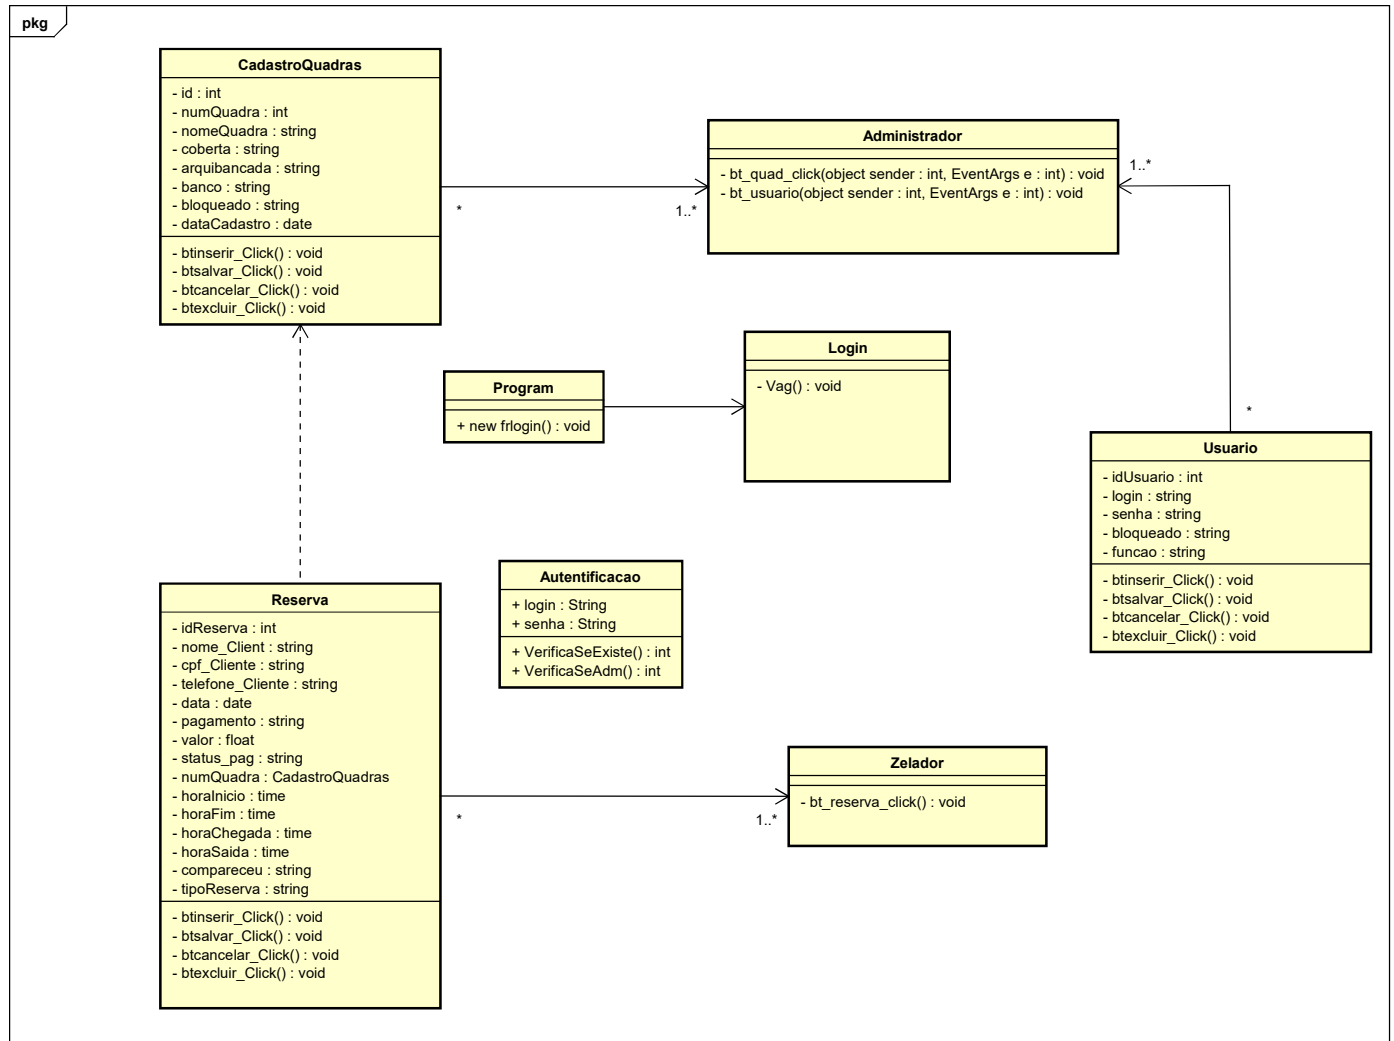 pkg
CadastroQuadras
- id : int
- numQuadra : int
- nomeQuadra : string
- coberta : string
- arquibancada : string
- banco : string
- bloqueado : string
- dataCadastro : date
- btinserir_Click() : void
- btsalvar_Click() : void
- btcancelar_Click() : void
- btexcluir_Click() : void
*
1..*
Administrador
- bt_quad_click(object sender : int, EventArgs e : int) : void
- bt_usuario(object sender : int, EventArgs e : int) : void
1..*
*
Login
- Vag() : void
Program
+ new frlogin() : void
Usuario
- idUsuario : int
- login : string
- senha : string
- bloqueado : string
- funcao : string
- btinserir_Click() : void
- btsalvar_Click() : void
- btcancelar_Click() : void
- btexcluir_Click() : void
Autentificacao
+ login : String
+ senha : String
+ VerificaSeExiste() : int
+ VerificaSeAdm() : int
Reserva
- idReserva : int
- nome_Client : string
- cpf_Cliente : string
- telefone_Cliente : string
- data : date
- pagamento : string
- valor : float
- status_pag : string
- numQuadra : CadastroQuadras
- horaInicio : time
- horaFim : time
- horaChegada : time
- horaSaida : time
- compareceu : string
- tipoReserva : string
- btinserir_Click() : void
- btsalvar_Click() : void
- btcancelar_Click() : void
- btexcluir_Click() : void
*
1..*
Zelador
- bt_reserva_click() : void